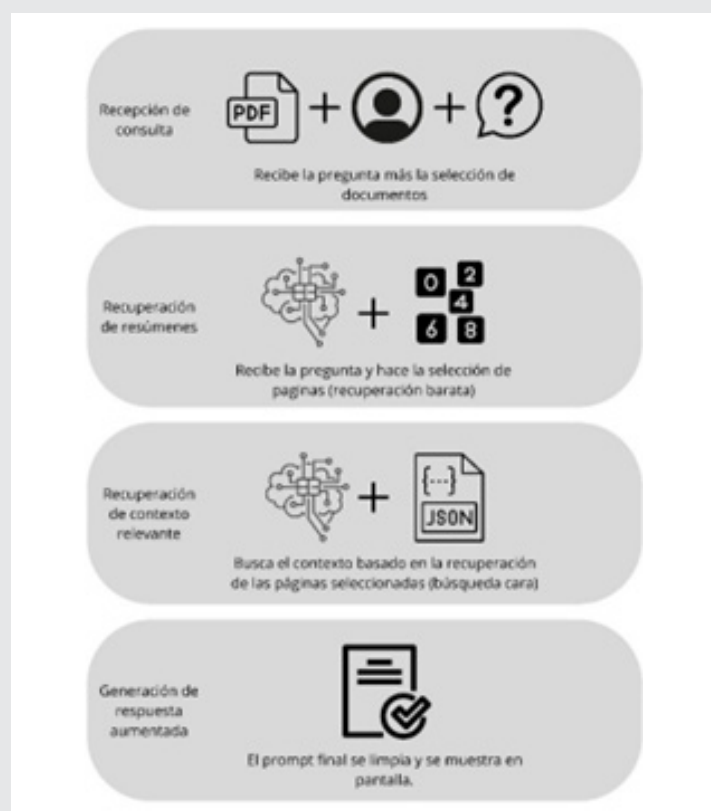 Recepción de
consulta
PDF
?
Recibe la pregunta más la selección de
documentos
Recuperación
de resúmenes
0 2
4
6 8
Recibe la pregunta y hace la selección de
paginas (recuperación barata)
Recuperación
de contexto
relevante
{---}
JSON
Busca el contexto basado en la recuperación
de las páginas seleccionadas (búsqueda cara)
Generación de
respuesta
aumentada
El prompt final se limpia y se muestra en
pantalla.